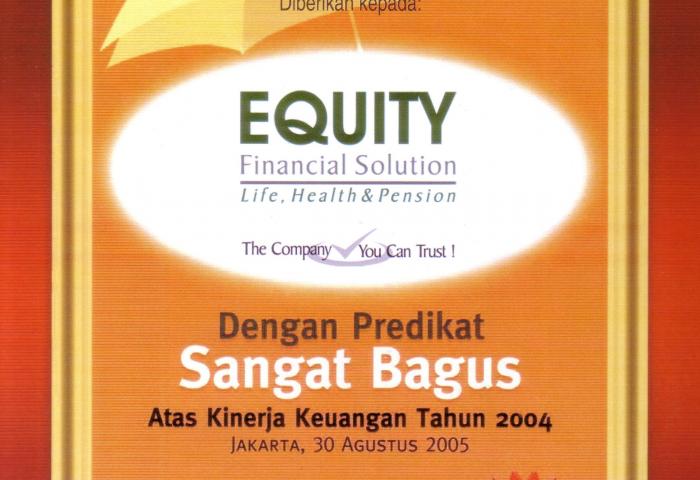 Diberikan kepada:
EQUITY
Financial Solution
Life, Health & Pension
The Company You Can Trust !
Dengan Predikat
Sangat Bagus
Atas Kinerja Keuangan Tahun 2004
JAKARTA, 30 AGUSTUS 2005